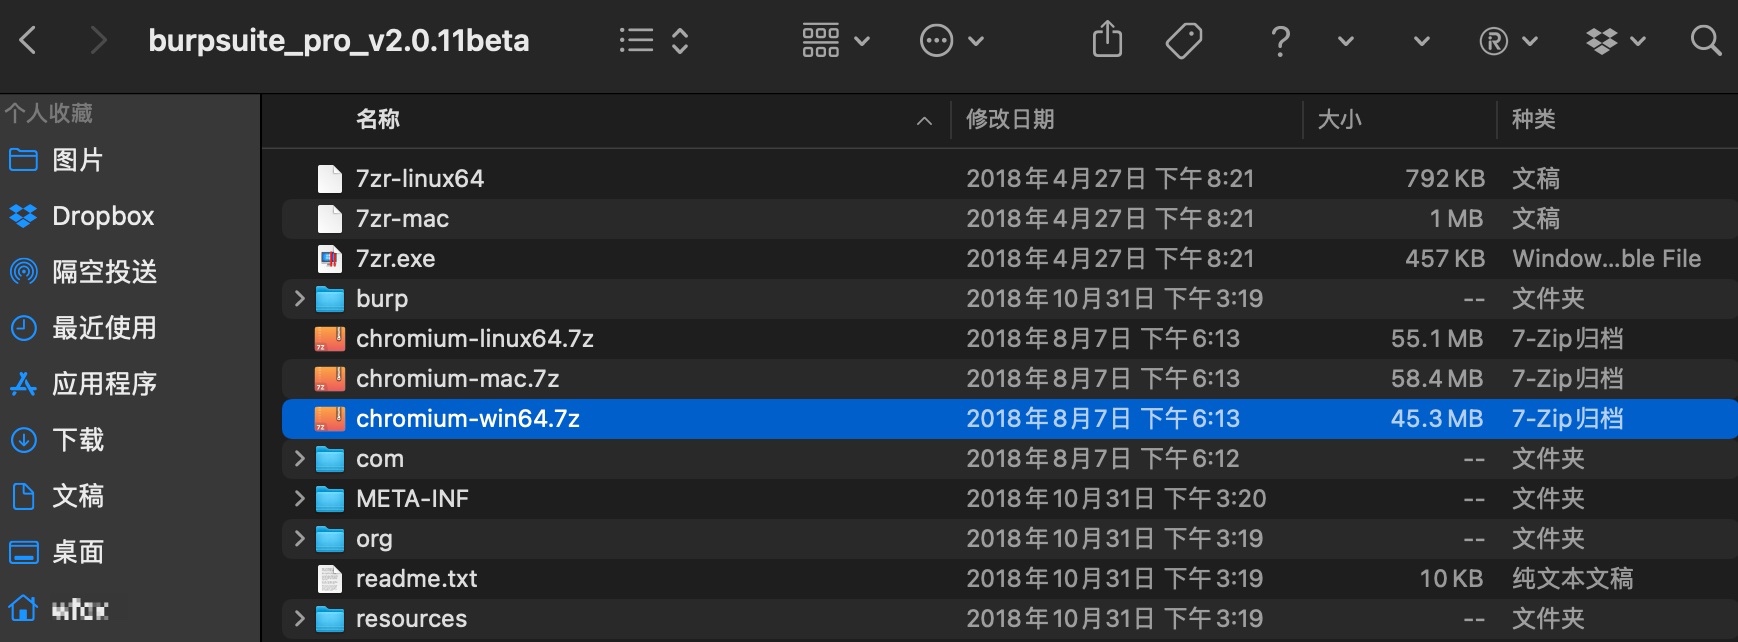 burpsuite_pro_v2.0.11beta
个人收藏
图片
Dropbox
隔空投送
最近使用
应用程序
下载
文稿
桌面
名称 修改日期 大小 种类
7zr-linux64 2018年4月27日 下午8:21 792 KB 文稿
7zr-mac 2018年4月27日 下午8:21 1 MB 文稿
7zr.exe 2018年4月27日 下午8:21 457 KB Window...ble File
burp 2018年10月31日 下午3:19 -- 文件夹
chromium-linux64.7z 2018年8月7日 下午6:13 55.1 MB 7-Zip归档
chromium-mac.7z 2018年8月7日 下午6:13 58.4 MB 7-Zip归档
chromium-win64.7z 2018年8月7日 下午6:13 45.3 MB 7-Zip归档
com 2018年8月7日 下午6:12 -- 文件夹
META-INF 2018年10月31日 下午3:20 -- 文件夹
org 2018年10月31日 下午3:19 -- 文件夹
readme.txt 2018年10月31日 下午3:19 10 KB 纯文本文稿
resources 2018年10月31日 下午3:19 -- 文件夹